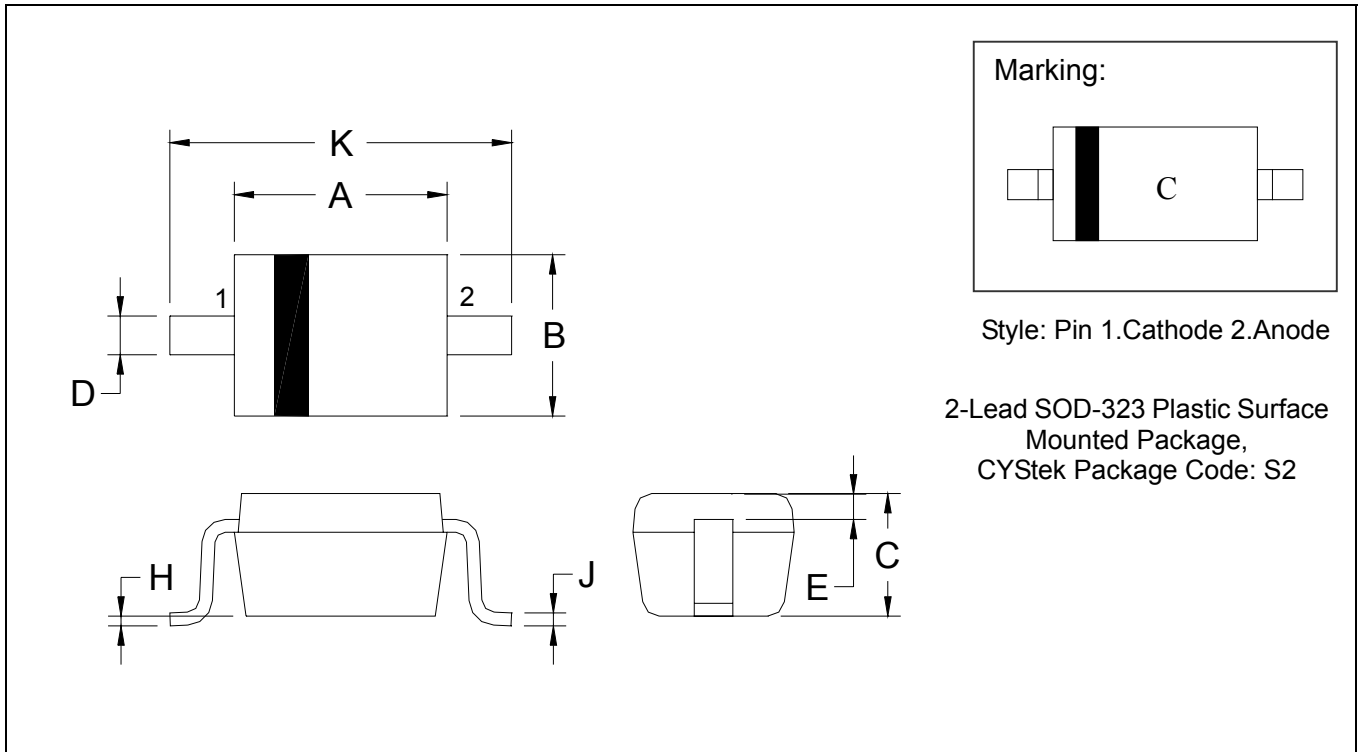 Marking:
C
Style: Pin 1.Cathode 2.Anode
2-Lead SOD-323 Plastic Surface
Mounted Package,
CYStek Package Code: S2
K
A
1
2
B
D
H
J
E
C